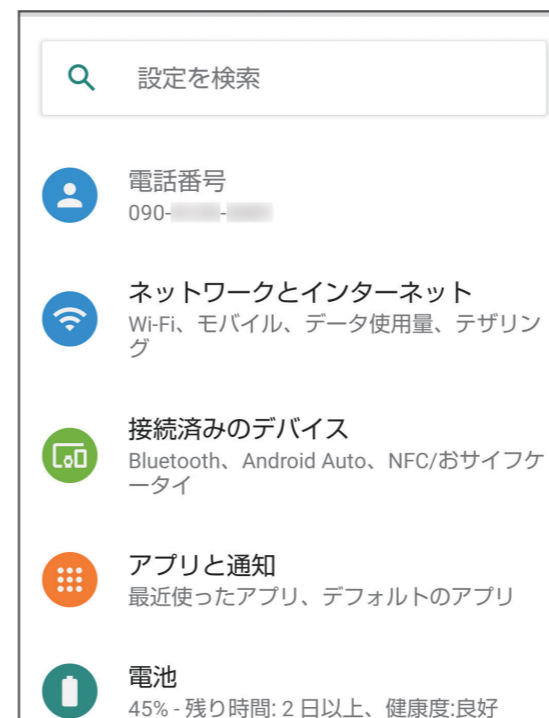 設定を検索
電話番号
090-
ネットワークとインターネット
Wi-Fi、モバイル、データ使用量、テザリン
グ
接続済みのデバイス
Bluetooth、Android Auto、NFC/おサイフケ
ータイ
アプリと通知
最近使ったアプリ、デフォルトのアプリ
電池
45% - 残り時間: 2 日以上、健康度:良好